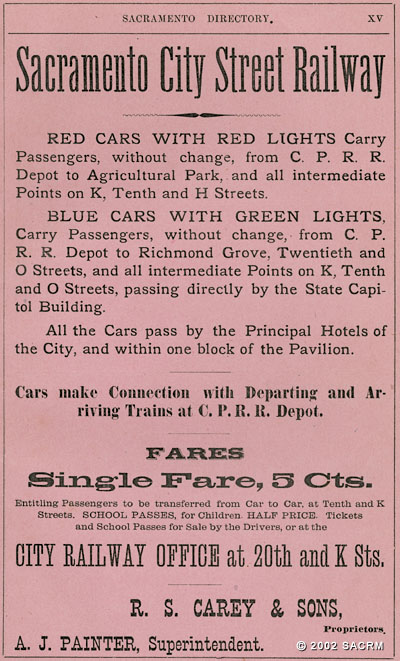 SACRAMENTO DIRECTORY. XV
Sacramento City Street Railway
RED CARS WITH RED LIGHTS Carry
Passengers, without change, from C. P. R. R.
Depot to Agricultural Park, and all intermediate
Points on K, Tenth and H Streets.
BLUE CARS WITH GREEN LIGHTS,
Carry Passengers, without change, from C. P.
R. R. Depot to Richmond Grove, Twentieth and
O Streets, and all intermediate Points on K, Tenth
and O Streets, passing directly by the State Capi-
tol Building.
All the Cars pass by the Principal Hotels of
the City, and within one block of the Pavilion.
Cars make Connection with Departing and Ar-
riving Trains at C. P. R. R. Depot.
FARES
Single Fare, 5 Cts.
Entitling Passengers to be transferred from Car to Car, at Tenth and K
Streets. SCHOOL PASSES, for Children, HALF PRICE. Tickets
and School Passes for Sale by the Drivers, or at the
CITY RAILWAY OFFICE at 20th and K Sts.
R. S. CAREY & SONS,
Proprietors.
A. J. PAINTER, Superintendent.
© 2002 SACRM